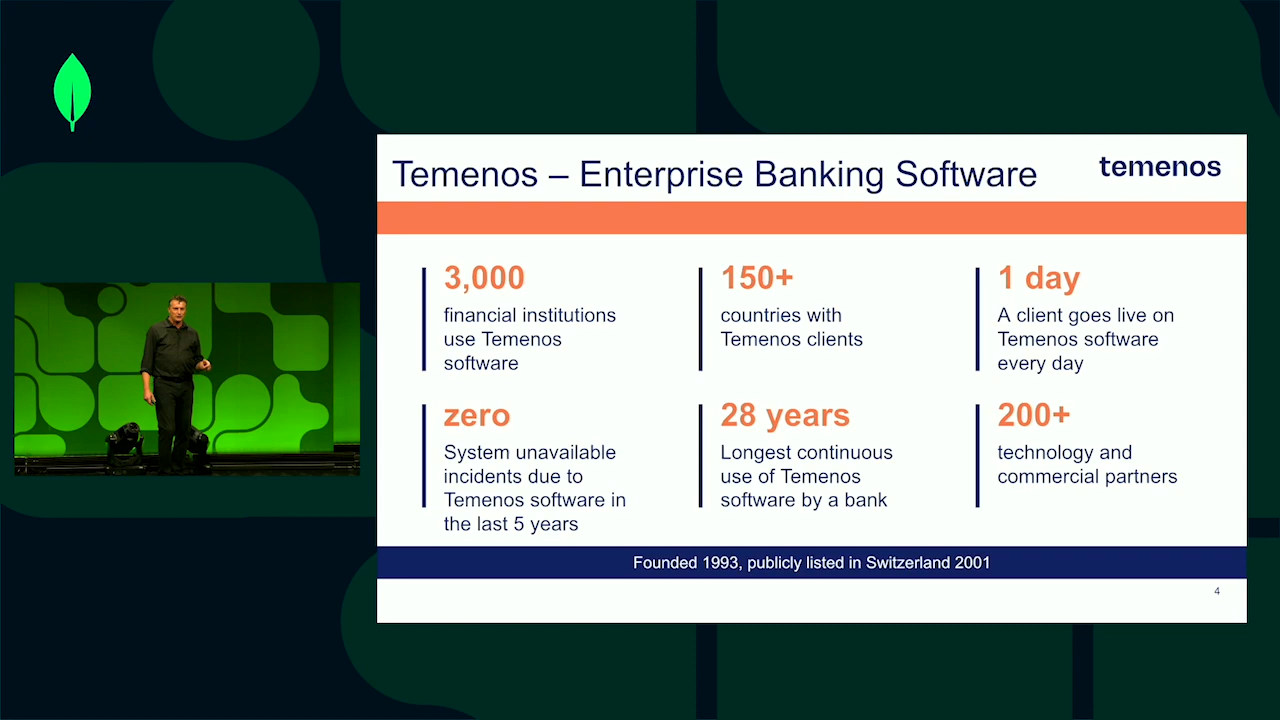 Temenos – Enterprise Banking Software
temenos
3,000
financial institutions
use Temenos
software
150+
countries with
Temenos clients
1 day
A client goes live on
Temenos software
every day
zero
System unavailable
incidents due to
Temenos software in
the last 5 years
28 years
Longest continuous
use of Temenos
software by a bank
200+
technology and
commercial partners
Founded 1993, publicly listed in Switzerland 2001
4